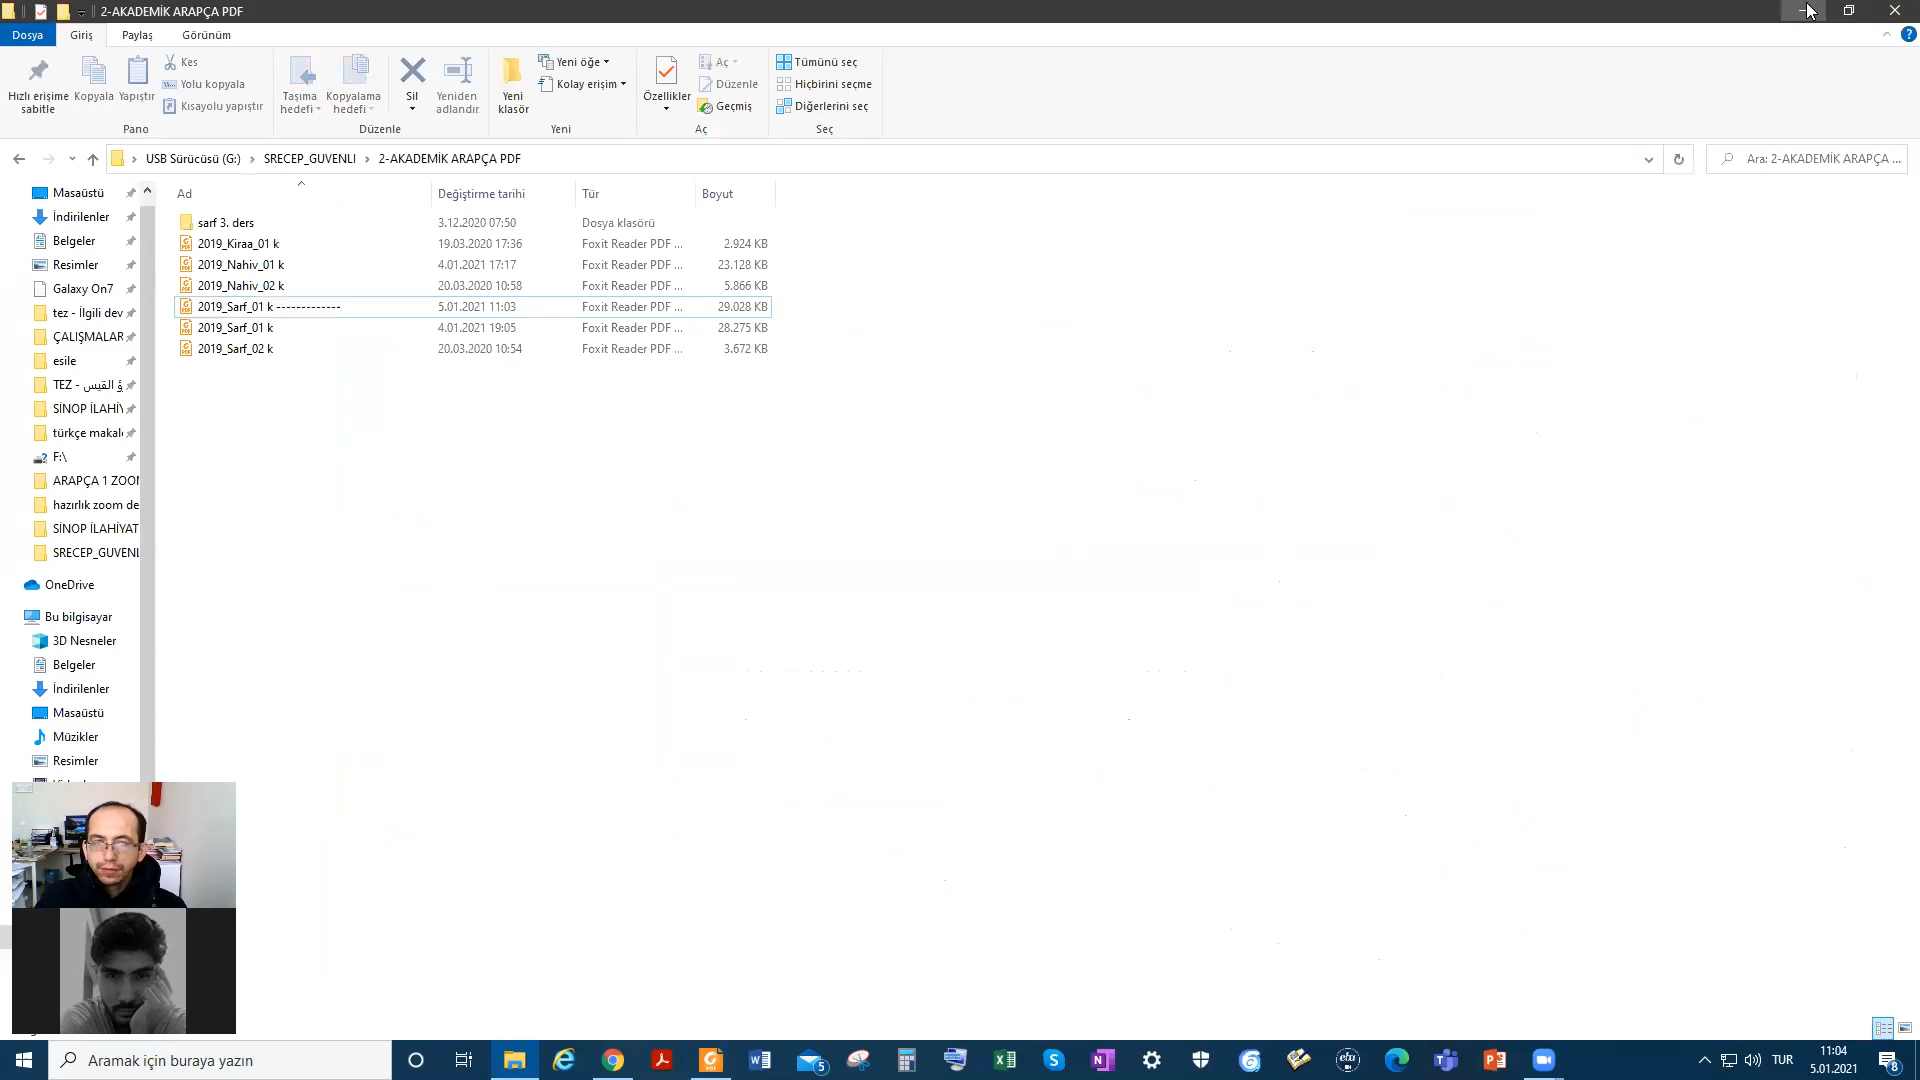 2-AKADEMİK ARAPÇA PDF
Dosya Giriş Paylaş Görünüm
Hızlı erişime sabitle
Kopyala
Yapıştır
Kes
Yolu kopyala
Kısayolu yapıştır
Pano
Taşıma hedefi
Kopyalama hedefi
Sil
Yeniden adlandır
Düzenle
Yeni klasör
Yeni öğe
Kolay erişim
Yeni
Özellikler
Aç
Düzenle
Geçmiş
Aç
Tümünü seç
Hiçbirini seçme
Diğerlerini seç
Seç
USB Sürücüsü (G:) › SRECEP_GUVENLI › 2-AKADEMİK ARAPÇA PDF
Ara: 2-AKADEMİK ARAPÇA ...
Ad Değiştirme tarihi Tür Boyut
sarf 3. ders 3.12.2020 07:50 Dosya klasörü
2019_Kiraa_01 k 19.03.2020 17:36 Foxit Reader PDF ... 2.924 KB
2019_Nahiv_01 k 4.01.2021 17:17 Foxit Reader PDF ... 23.128 KB
2019_Nahiv_02 k 20.03.2020 10:58 Foxit Reader PDF ... 5.866 KB
2019_Sarf_01 k ------------- 5.01.2021 11:03 Foxit Reader PDF ... 29.028 KB
2019_Sarf_01 k 4.01.2021 19:05 Foxit Reader PDF ... 28.275 KB
2019_Sarf_02 k 20.03.2020 10:54 Foxit Reader PDF ... 3.672 KB
Masaüstü
İndirilenler
Belgeler
Resimler
Galaxy On7
tez - İlgili dev
ÇALIŞMALAR
esile
TEZ - ؤ القيس
SİNOP İLAHİY
türkçe makal
F:\
ARAPÇA 1 ZOO
hazırlık zoom de
SİNOP İLAHİYAT
SRECEP_GUVENL
OneDrive
Bu bilgisayar
3D Nesneler
Belgeler
İndirilenler
Masaüstü
Müzikler
Resimler
Aramak için buraya yazın
5
eba
TUR
11:04
5.01.2021
8